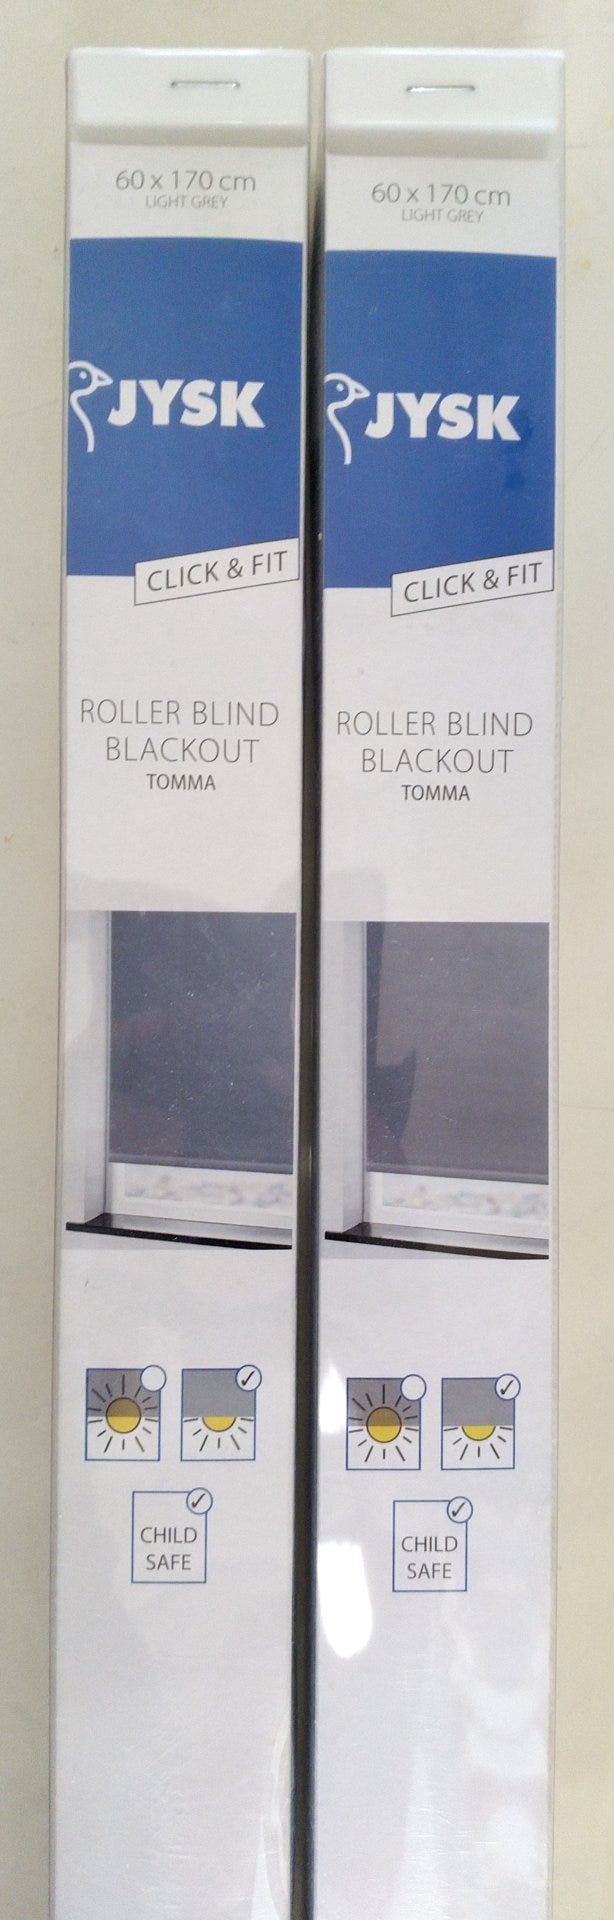 60 x 170 cm
LIGHT GREY
JYSK
CLICK & FIT
ROLLER BLIND
BLACKOUT
TOMMA
CHILD
SAFE
60 x 170 cm
LIGHT GREY
JYSK
CLICK & FIT
ROLLER BLIND
BLACKOUT
TOMMA
CHILD
SAFE